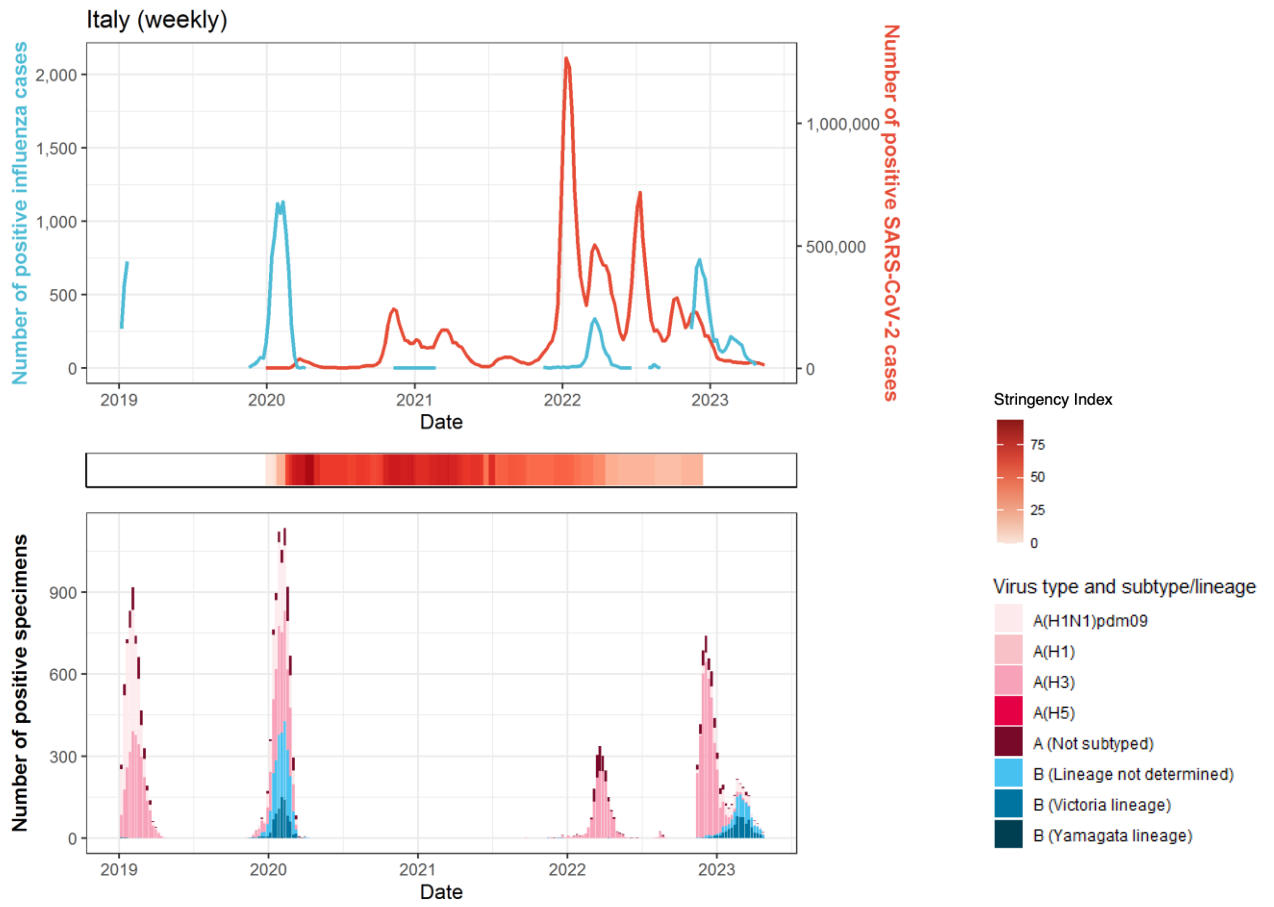 Italy (weekly)
Number of positive influenza cases
2,000
1,500
1,000
500
0
1,000,000
500,000
0
Number of positive SARS-CoV-2 cases
2019 2020 2021 2022 2023
Date
Stringency Index
75
50
25
0
Number of positive specimens
900
600
300
0
2019 2020 2021 2022 2023
Date
Virus type and subtype/lineage
A(H1N1)pdm09
A(H1)
A(H3)
A(H5)
A (Not subtyped)
B (Lineage not determined)
B (Victoria lineage)
B (Yamagata lineage)